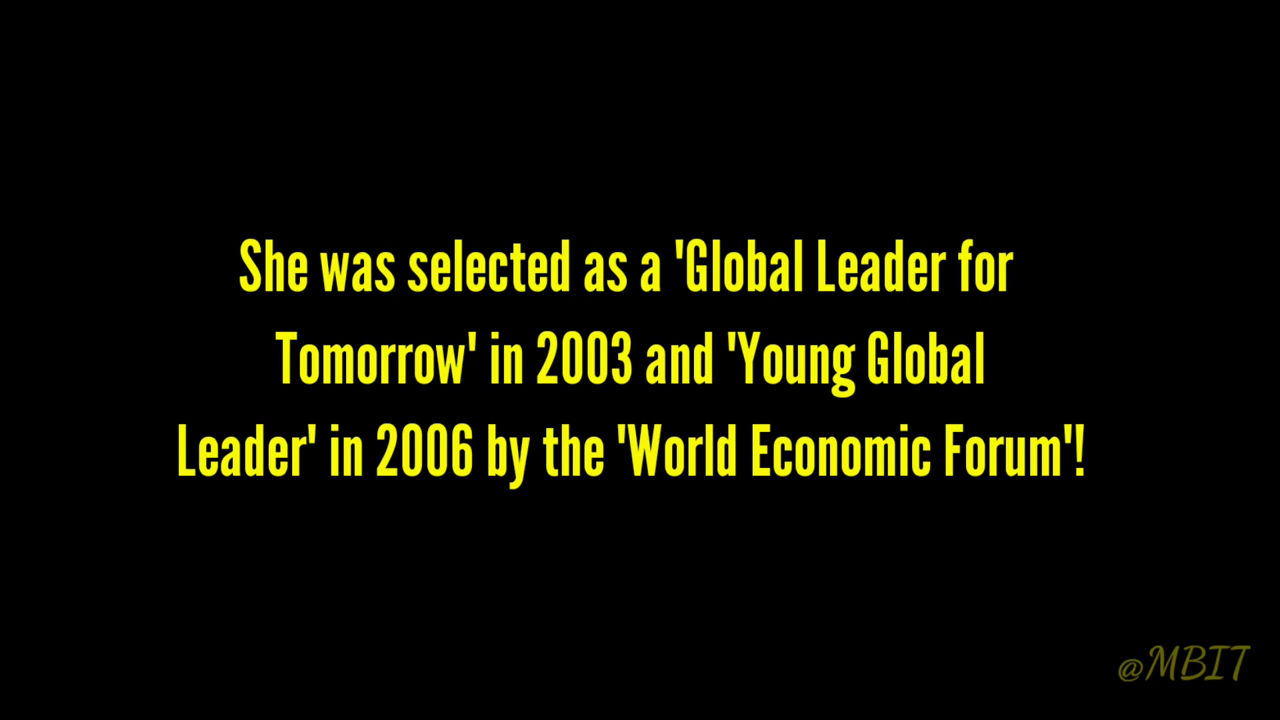 She was selected as a 'Global Leader for
Tomorrow' in 2003 and 'Young Global
Leader' in 2006 by the 'World Economic Forum'!
@MBIT